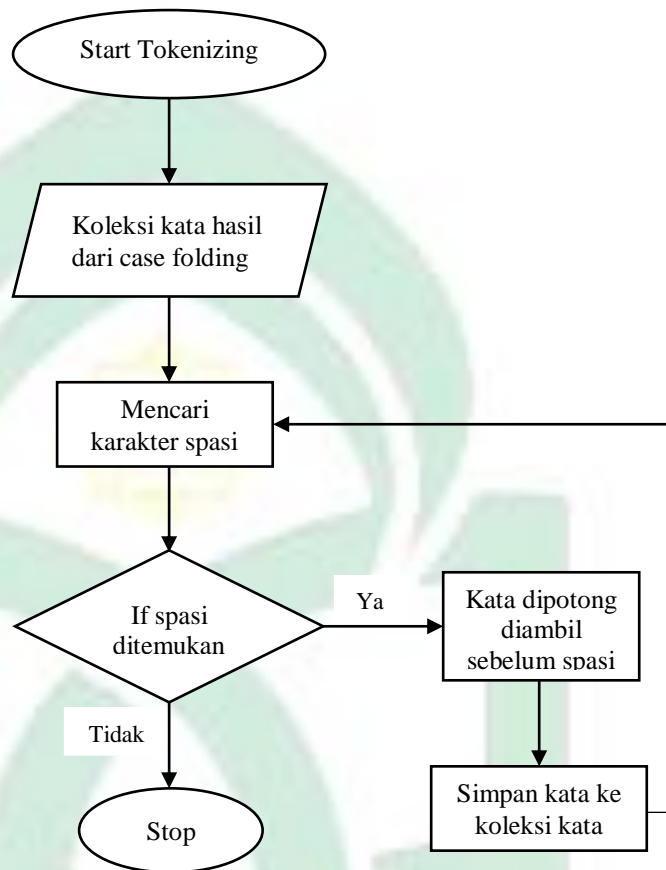 Start Tokenizing
Koleksi kata hasil
dari case folding
Mencari
karakter spasi
If spasi
ditemukan
Ya
Kata dipotong
diambil
sebelum spasi
Tidak
Simpan kata ke
koleksi kata
Stop